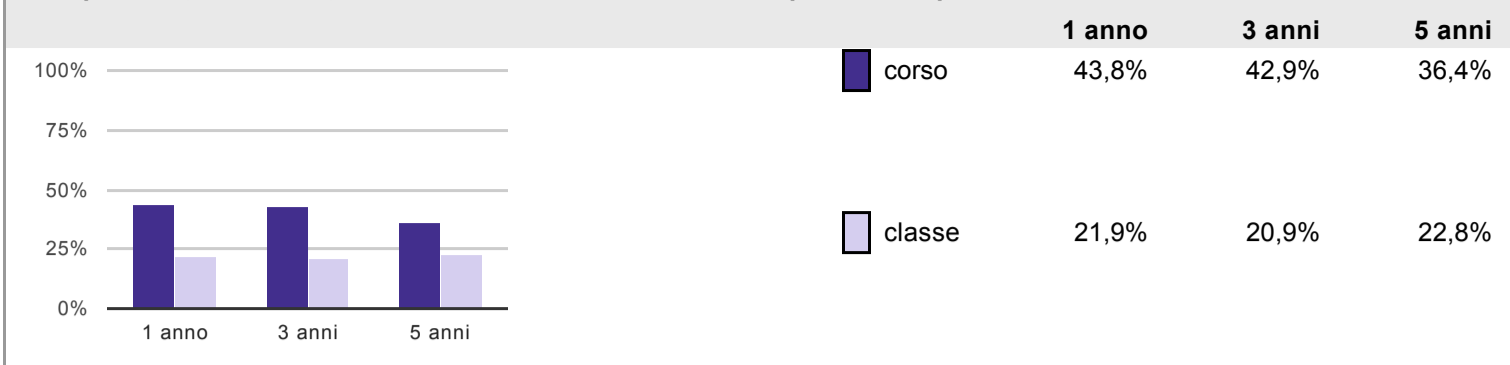 1 anno 3 anni 5 anni
corso 43,8% 42,9% 36,4%
classe 21,9% 20,9% 22,8%
100%
75%
50%
25%
0%
1 anno 3 anni 5 anni